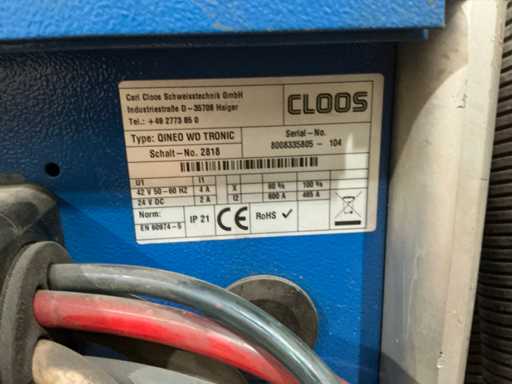 Carl Cloos Schweisstechnik GmbH
Industriestraße D-35708 Haiger
Tel.: +49 2773 85 0
CLOOS
Type: QINEO WD TRONIC
Schalt-No. 2818
Serial-No.
8008335805 - 104
U1 I1 X 60 % 100 %
42 V 50-60 HZ 4 A I2 600 A 465 A
24 V DC 2 A
Norm:
EN 60974-5
IP 21
CE
RoHS ✓